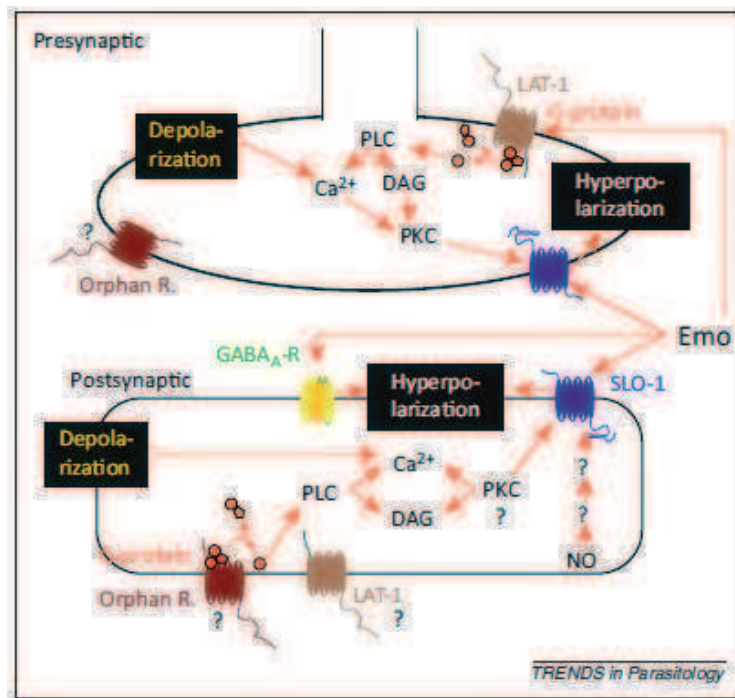 Presynaptic
LAT-1
G-protein
Depola-
rization
PLC
Ca2+
DAG
Hyperpo-
larization
PKC
?
Orphan R.
Emo
GABAA-R
Postsynaptic
Hyperpo-
larization
SLO-1
Depola-
rization
Ca2+
?
PLC
PKC
?
DAG
?
NO
Orphan R.
LAT-1
?
?
TRENDS in Parasitology